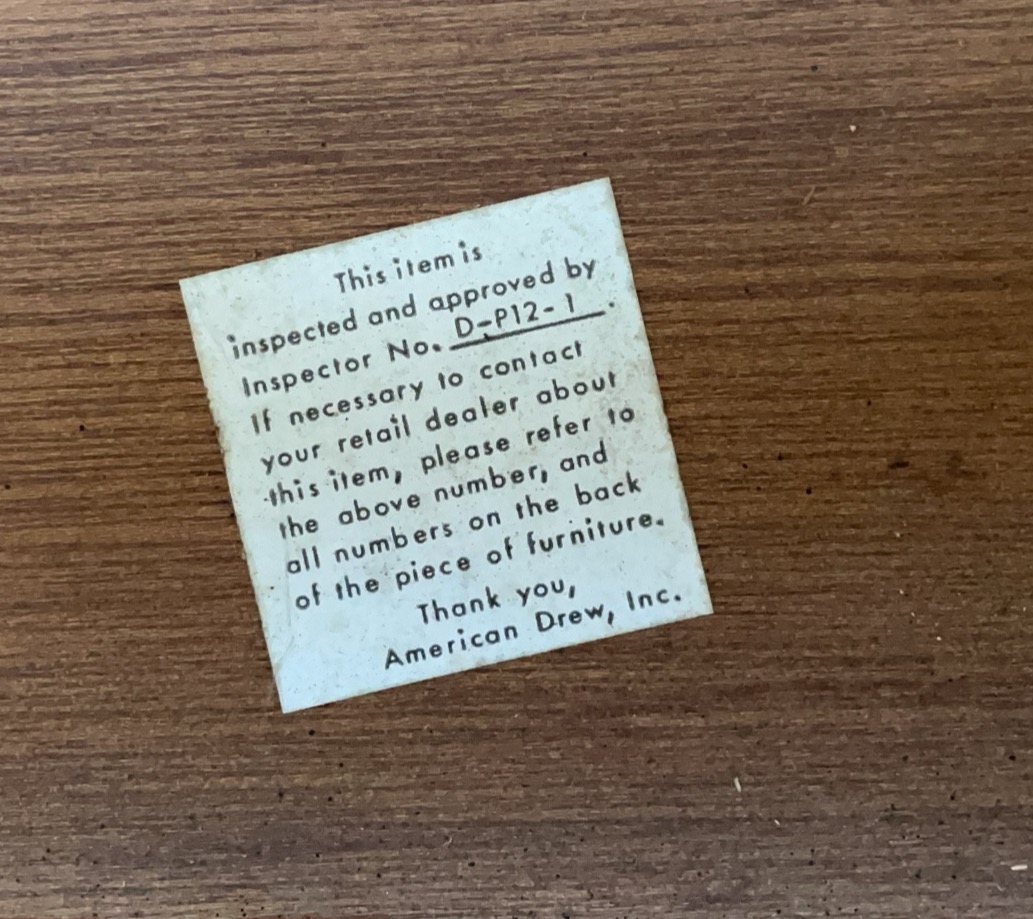 This item is
inspected and approved by
Inspector No. D-P12-1.
If necessary to contact
your retail dealer about
this item, please refer to
the above number, and
all numbers on the back
of the piece of furniture.
Thank you,
American Drew, Inc.